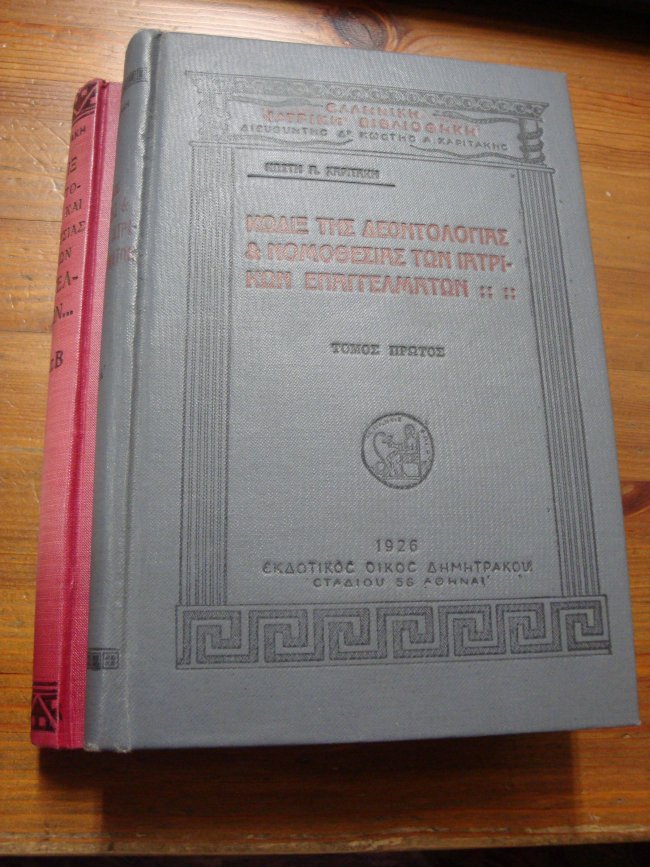 ΕΛΛΗΝΙΚΗ
ΙΑΤΡΙΚΗ ΒΙΒΛΙΟΘΗΚΗ
ΔΙΕΥΘΥΝΤΗΣ ΔΡ ΚΩΣΤΗΣ Α. ΧΑΡΙΤΑΚΗΣ
ΚΩΣΤΗ Π. ΧΑΡΙΤΑΚΗ
ΚΩΔΙΞ ΤΗΣ ΔΕΟΝΤΟΛΟΓΙΑΣ
& ΝΟΜΟΘΕΣΙΑΣ ΤΩΝ ΙΑΤΡΙ-
ΚΩΝ ΕΠΑΓΓΕΛΜΑΤΩΝ
ΤΟΜΟΣ ΠΡΩΤΟΣ
1926
ΕΚΔΟΤΙΚΟΣ ΟΙΚΟΣ ΔΗΜΗΤΡΑΚΟΥ
ΣΤΑΔΙΟΥ 56 ΑΘΗΝΑΙ